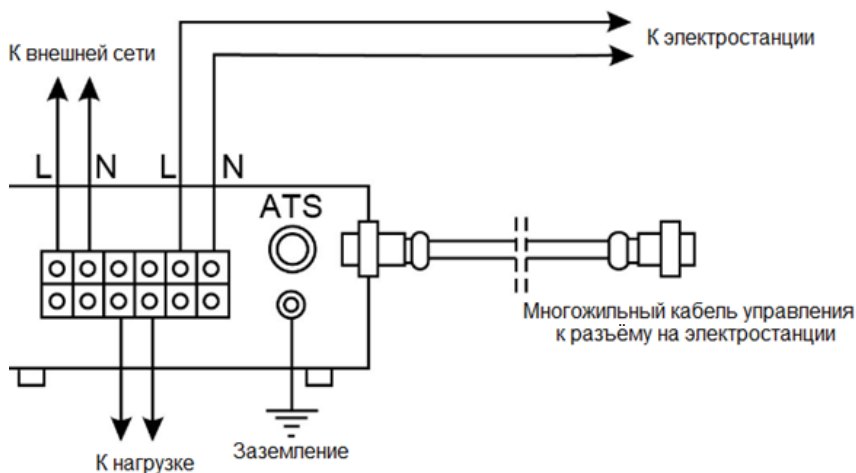 К внешней сети
К электростанции
L N L N
ATS
Многожильный кабель управления
к разъёму на электростанции
К нагрузке
Заземление